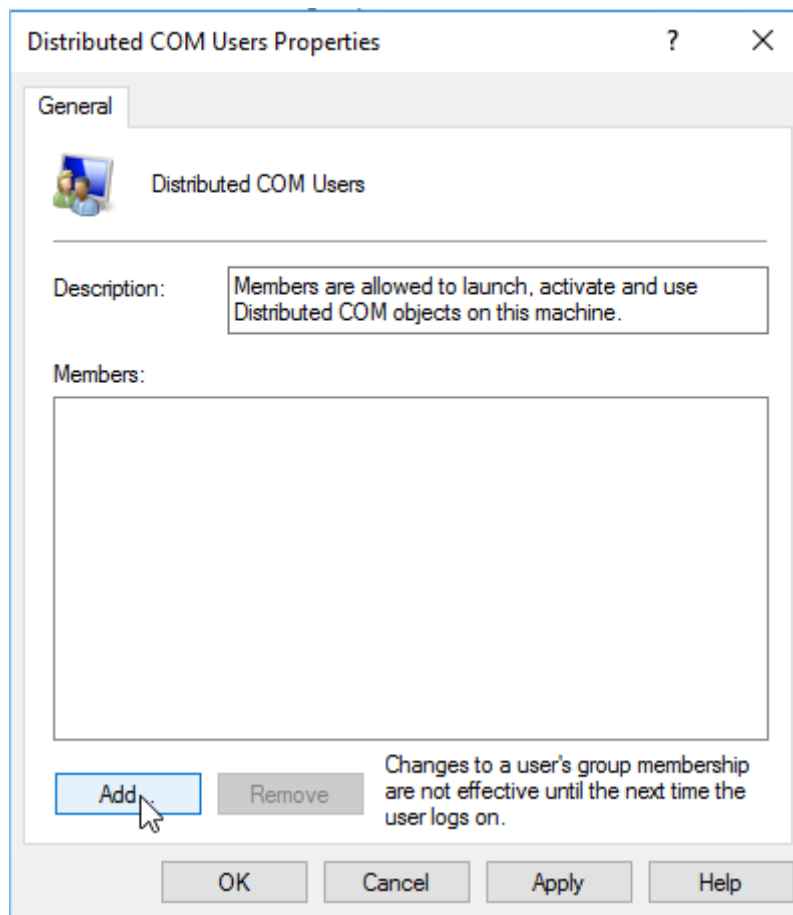 Distributed COM Users Properties
?
General
Distributed COM Users
Description:
Members are allowed to launch, activate and use
Distributed COM objects on this machine.
Members:
Add...
Remove
Changes to a user's group membership
are not effective until the next time the
user logs on.
OK
Cancel
Apply
Help